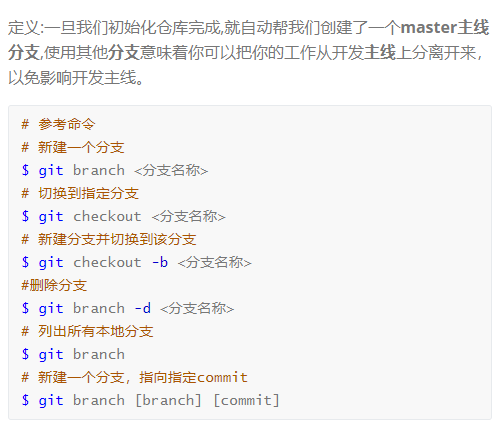 定义:一旦我们初始化仓库完成,就自动帮我们创建了一个master主线
分支,使用其他分支意味着你可以把你的工作从开发主线上分离开来,
以免影响开发主线。
# 参考命令
# 新建一个分支
$ git branch <分支名称>
# 切换到指定分支
$ git checkout <分支名称>
# 新建分支并切换到该分支
$ git checkout -b <分支名称>
#删除分支
$ git branch -d <分支名称>
# 列出所有本地分支
$ git branch
# 新建一个分支，指向指定commit
$ git branch [branch] [commit]